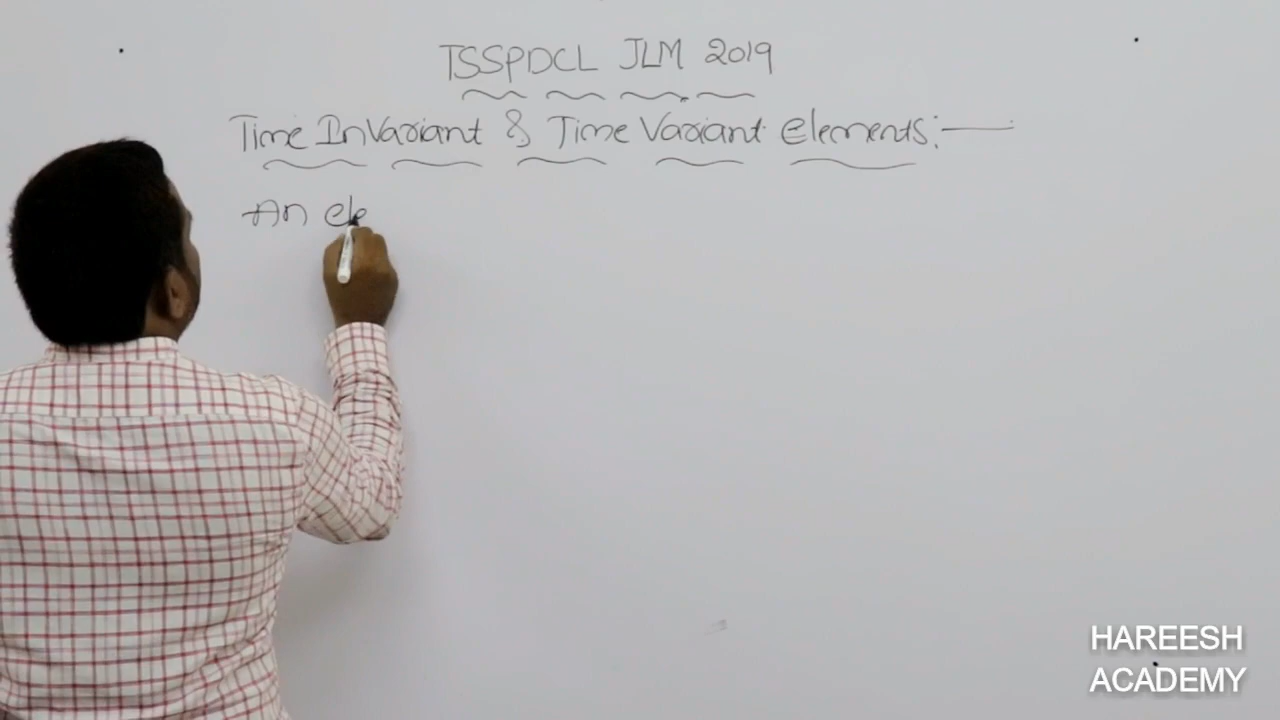 TSSPDCL JLM 2019
Time InVariant & Time Variant Elements:—
An ele
HAREESH
ACADEMY